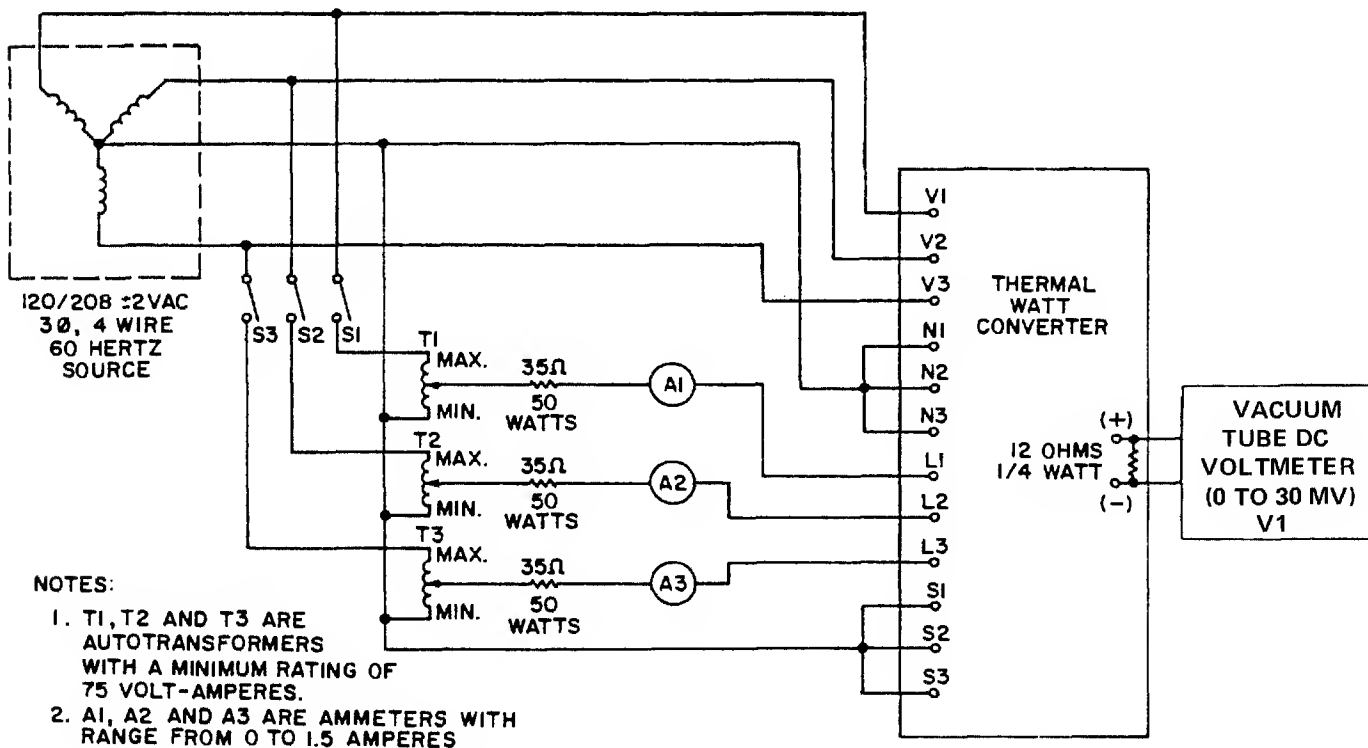 120/208 ±2VAC
3Ø, 4 WIRE
60 HERTZ
SOURCE
S3
S2
S1
T1
MAX.
MIN.
35Ω
50
WATTS
A1
T2
MAX.
MIN.
35Ω
50
WATTS
A2
T3
MAX.
MIN.
35Ω
50
WATTS
A3
V1
V2
V3
N1
N2
N3
L1
L2
L3
S1
S2
S3
THERMAL
WATT
CONVERTER
12 OHMS
1/4 WATT
(+)
(-)
VACUUM
TUBE DC
VOLTMETER
(0 TO 30 MV)
V1
NOTES:
1. T1, T2 AND T3 ARE
AUTOTRANSFORMERS
WITH A MINIMUM RATING OF
75 VOLT-AMPERES.
2. A1, A2 AND A3 ARE AMMETERS WITH
RANGE FROM 0 TO 1.5 AMPERES